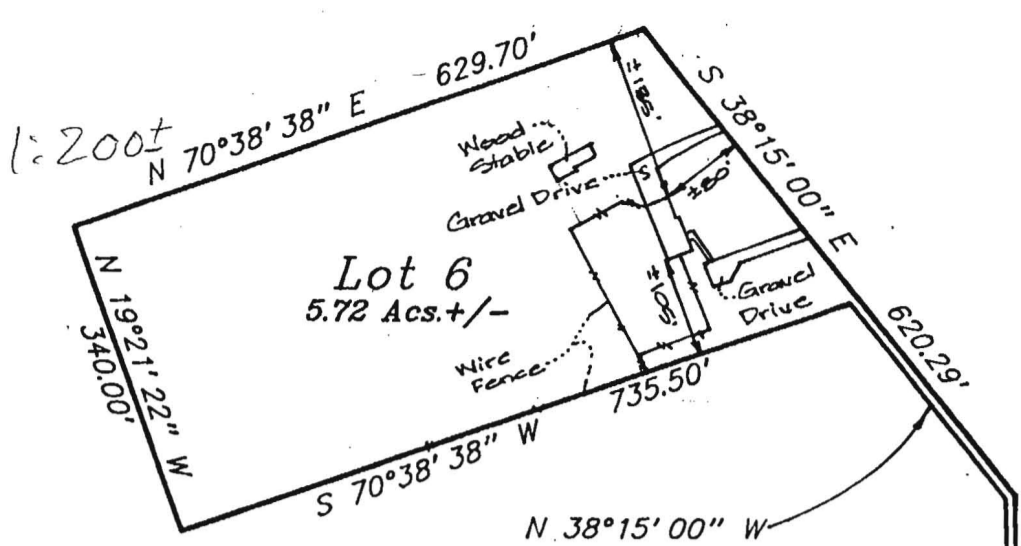 1:200±
N 70°38'38" E
629.70'
±185'
S 38°15'00" E
620.29'
Wood
Stable
Gravel Drive
S
±80'
Lot 6
5.72 Acs.+/-
±105'
Gravel
Drive
Wire
Fence
N 19°21'22" W
340.00'
735.50'
S 70°38'38" W
N 38°15'00" W